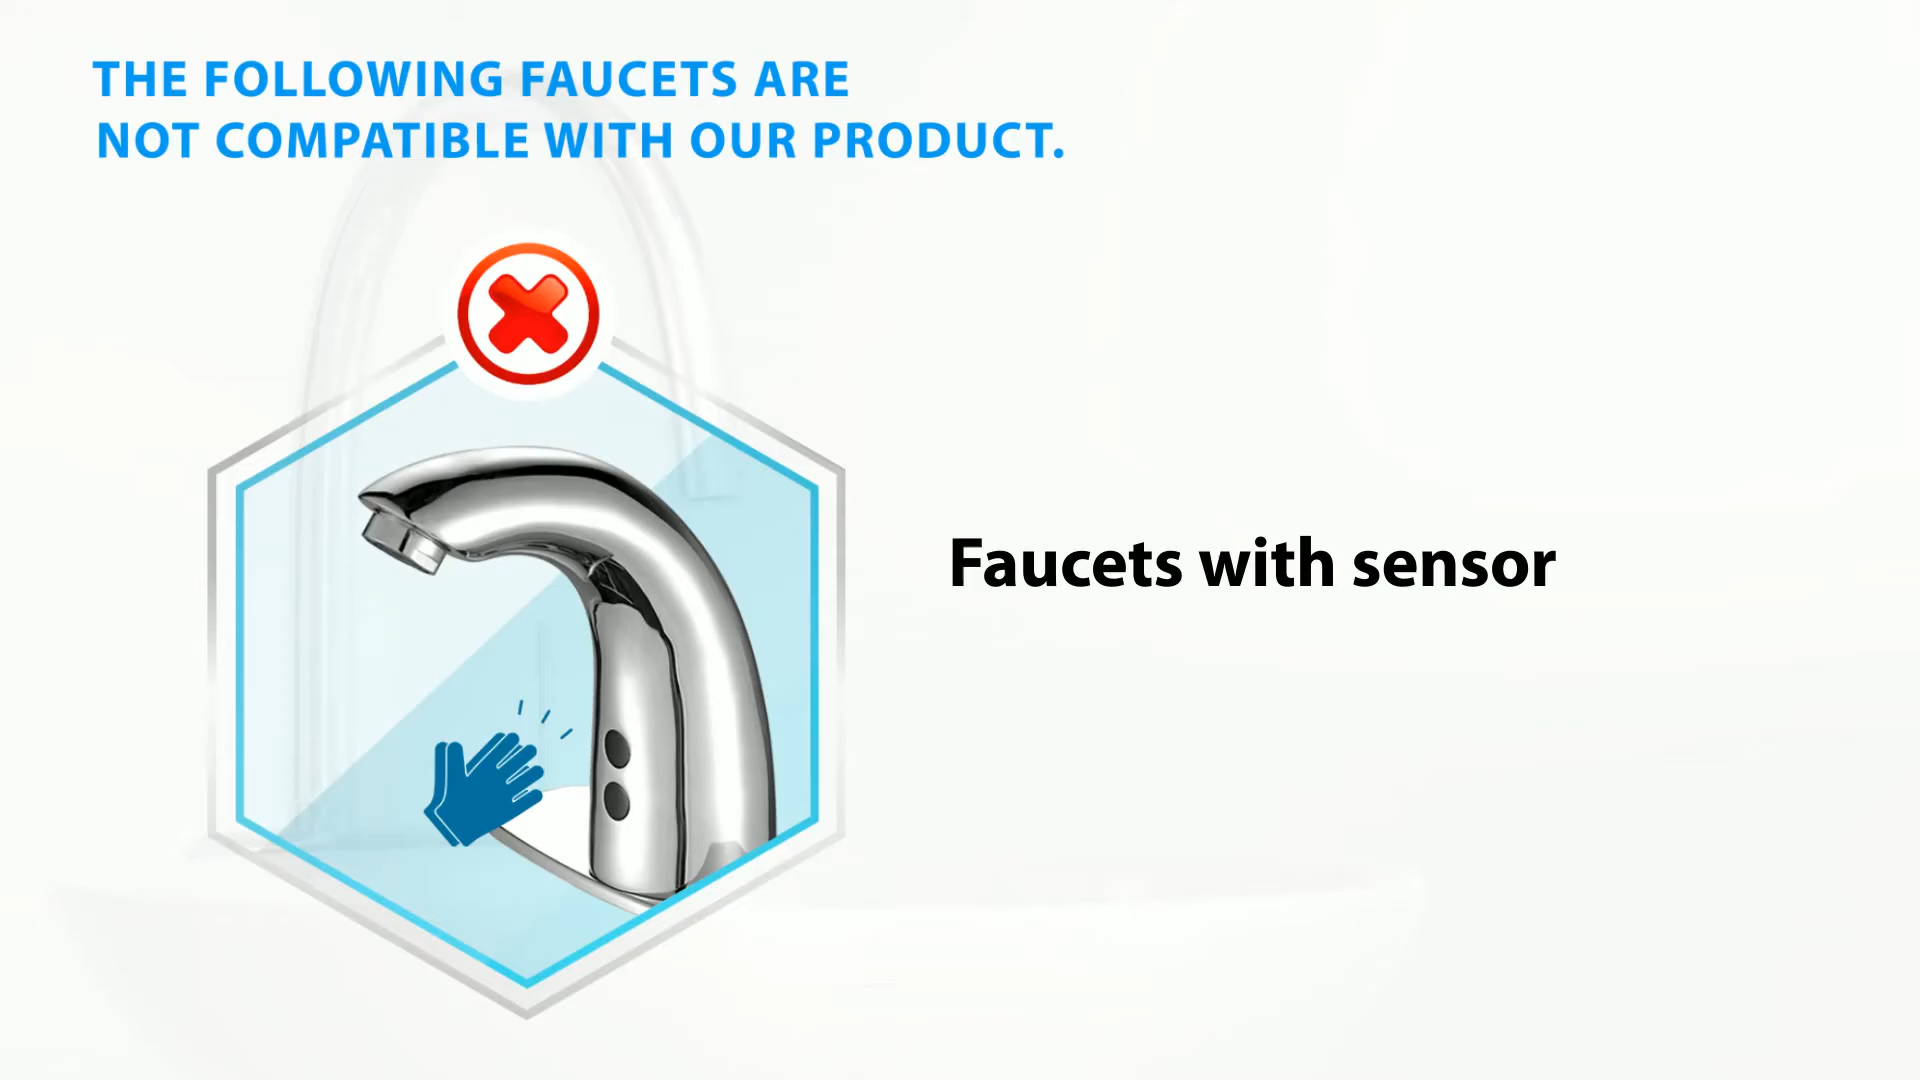 THE FOLLOWING FAUCETS ARE
NOT COMPATIBLE WITH OUR PRODUCT.
Faucets with sensor